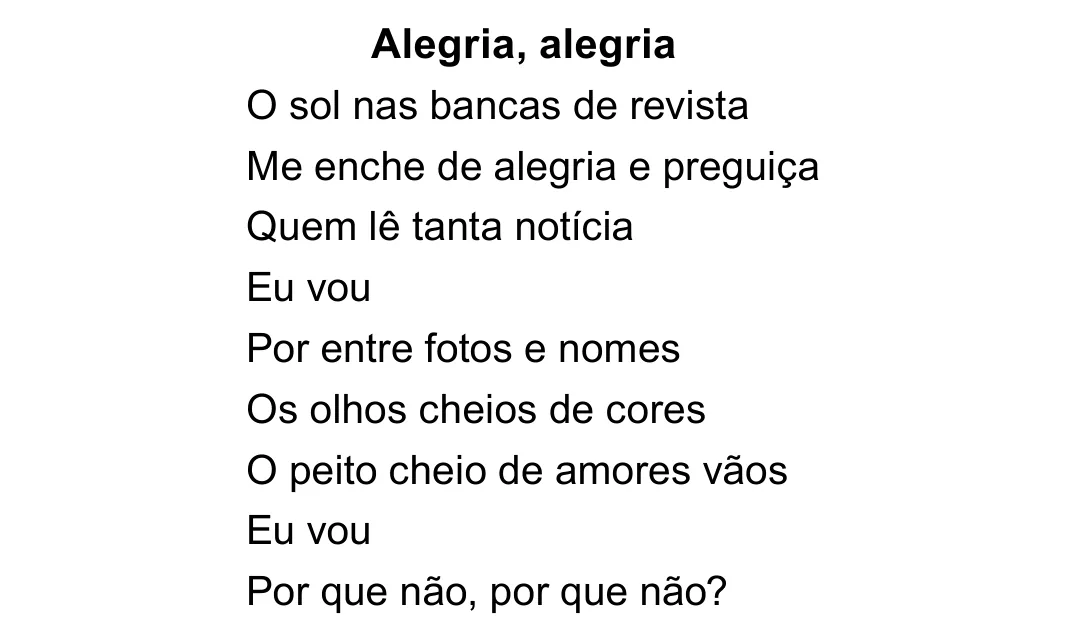 Alegria, alegria
O sol nas bancas de revista
Me enche de alegria e preguiça
Quem lê tanta notícia
Eu vou
Por entre fotos e nomes
Os olhos cheios de cores
O peito cheio de amores vãos
Eu vou
Por que não, por que não?